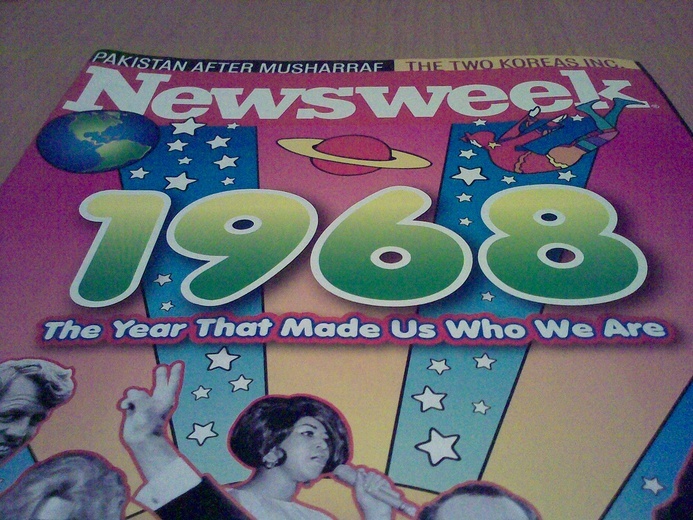 PAKISTAN AFTER MUSHARRAF THE TWO KOREAS INC.
Newsweek
1968
The Year That Made Us Who We Are